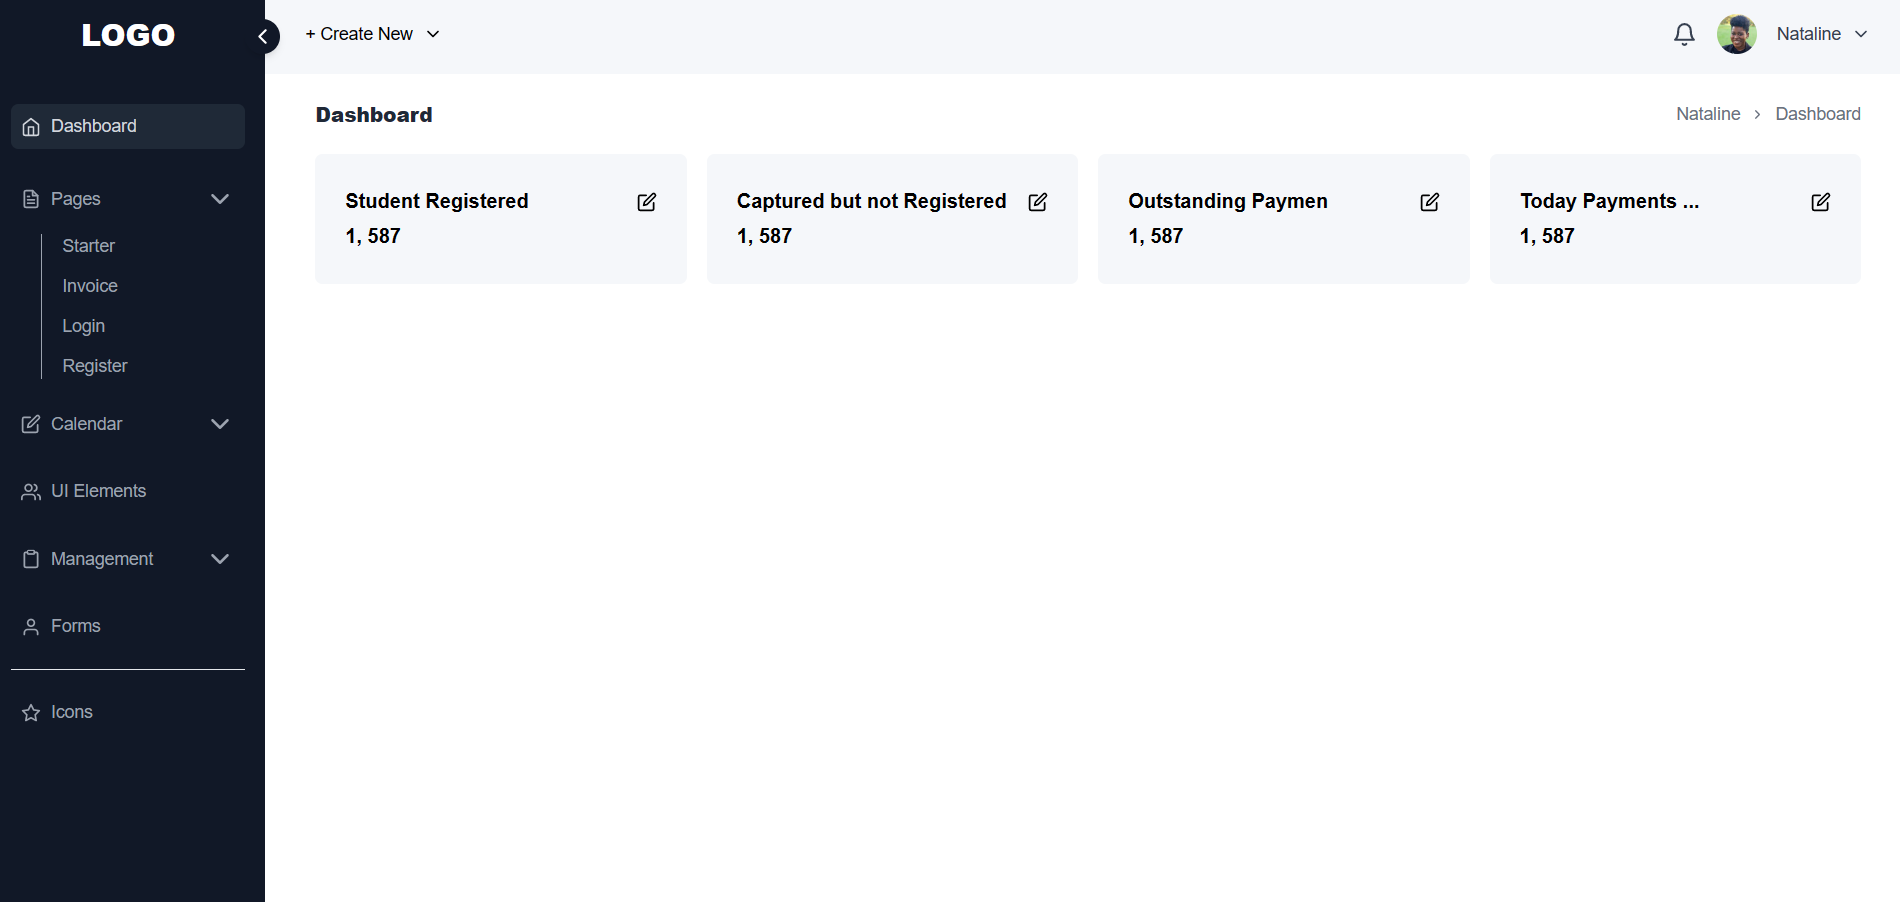 LOGO
+ Create New
Nataline
Dashboard
Pages
Starter
Invoice
Login
Register
Calendar
UI Elements
Management
Forms
Icons
Dashboard
Nataline > Dashboard
Student Registered
1, 587
Captured but not Registered
1, 587
Outstanding Paymen
1, 587
Today Payments ...
1, 587